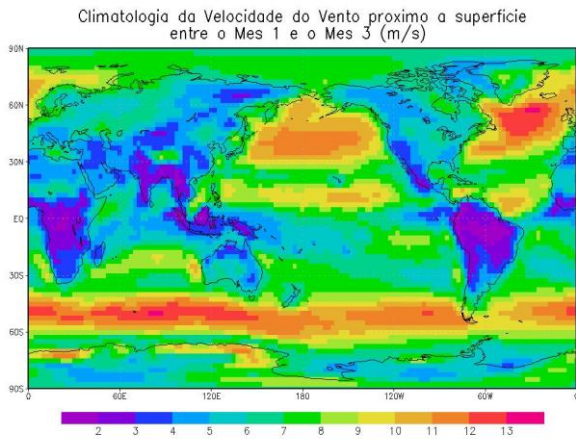 Climatologia da Velocidade do Vento proximo a superficie
entre o Mes 1 e o Mes 3 (m/s)
90N
60N
30N
EQ
30S
60S
90S
0 60E 120E 180 120W 60W 0
2 3 4 5 6 7 8 9 10 11 12 13